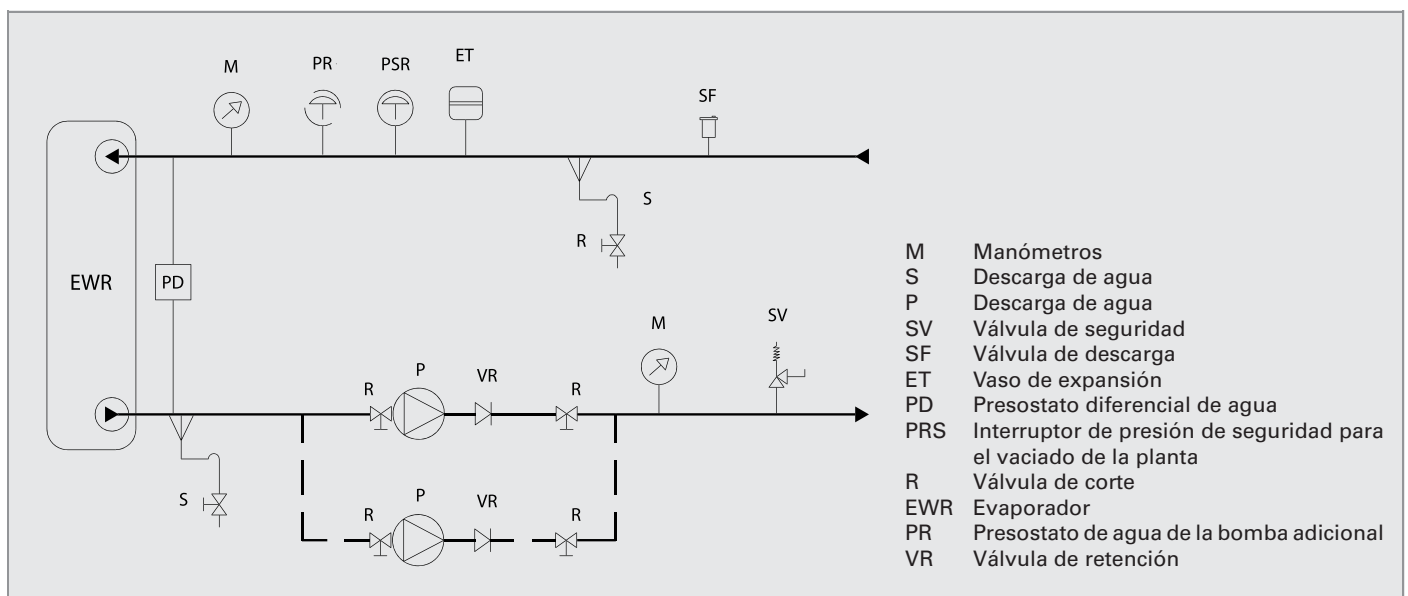 M PR PSR ET
SF
S
R
EWR PD
M SV
R P VR R
S
R P VR R
M Manómetros
S Descarga de agua
P Descarga de agua
SV Válvula de seguridad
SF Válvula de descarga
ET Vaso de expansión
PD Presostato diferencial de agua
PRS Interruptor de presión de seguridad para
el vaciado de la planta
R Válvula de corte
EWR Evaporador
PR Presostato de agua de la bomba adicional
VR Válvula de retención